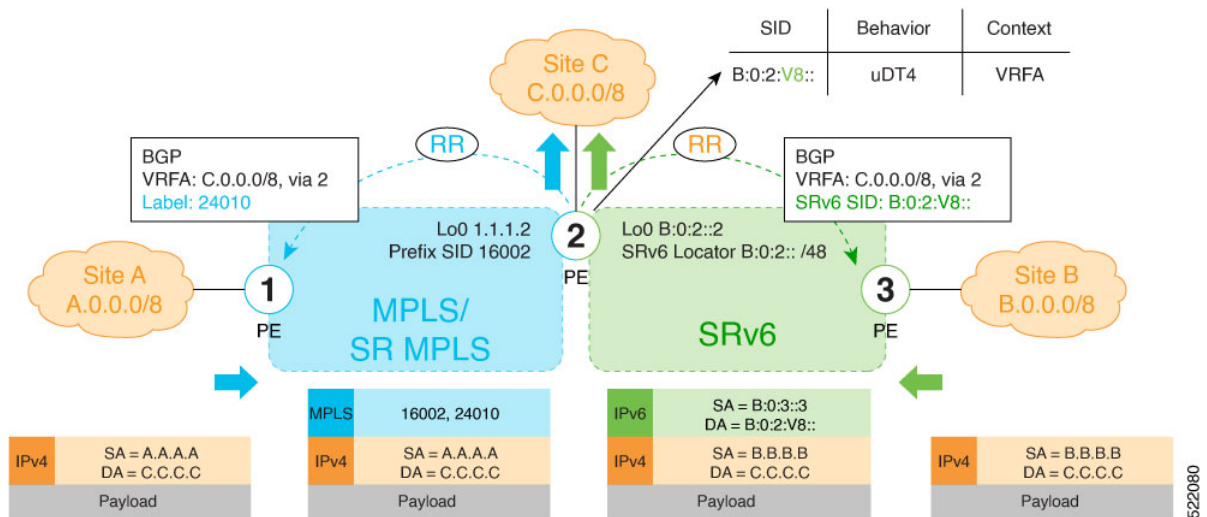 SID Behavior Context
B:0:2:V8:: uDT4 VRFA
Site C
C.0.0.0/8
RR
RR
BGP
VRFA: C.0.0.0/8, via 2
Label: 24010
BGP
VRFA: C.0.0.0/8, via 2
SRv6 SID: B:0:2:V8::
Lo0 1.1.1.2
Prefix SID 16002
2
PE
Lo0 B:0:2::2
SRv6 Locator B:0:2:: /48
Site A
A.0.0.0/8
1
PE
MPLS/
SR MPLS
SRv6
3
PE
Site B
B.0.0.0/8
MPLS 16002, 24010
IPv6 SA = B:0:3::3
DA = B:0:2:V8::
IPv4 SA = A.A.A.A
DA = C.C.C.C
Payload
IPv4 SA = A.A.A.A
DA = C.C.C.C
Payload
IPv4 SA = B.B.B.B
DA = C.C.C.C
Payload
IPv4 SA = B.B.B.B
DA = C.C.C.C
Payload
522080